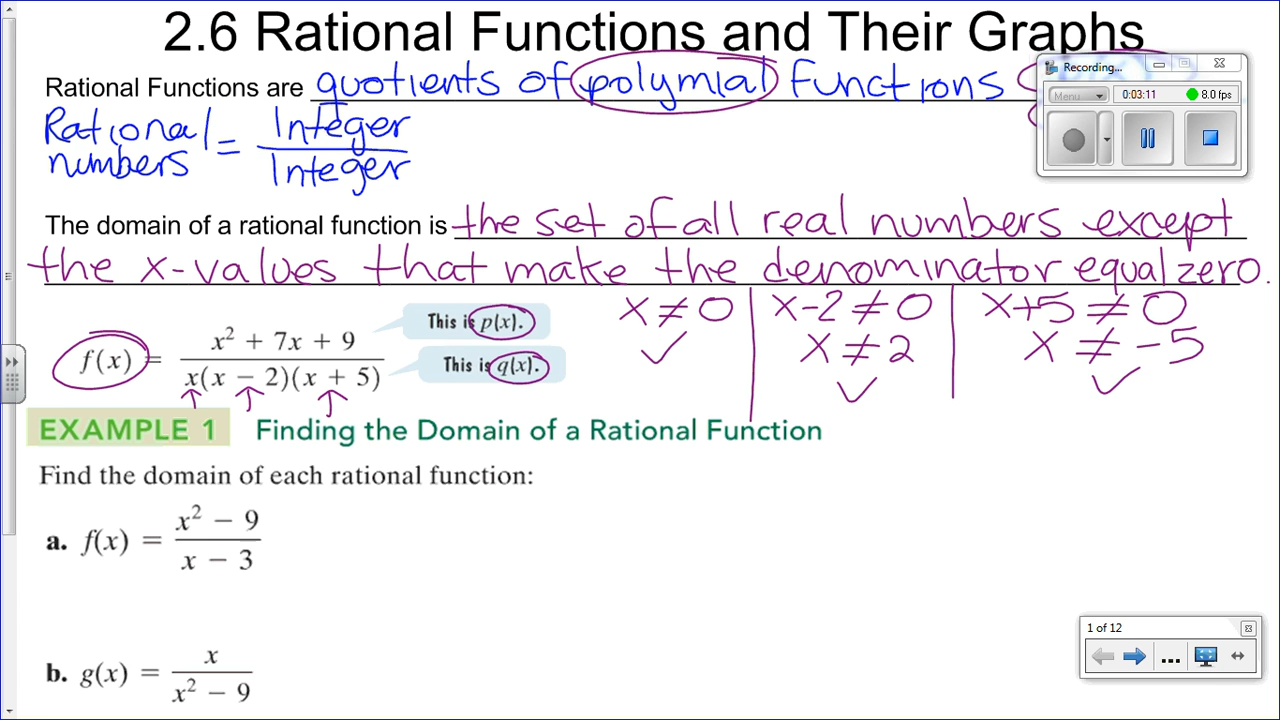 2.6 Rational Functions and Their Graphs
Rational Functions are quotients of polymial functions
Rational numbers = Integer / Integer
The domain of a rational function is the set of all real numbers except
the x-values that make the denominator equal zero.
f(x) = x² + 7x + 9 / x(x − 2)(x + 5)
This is p(x).
This is q(x).
x ≠ 0 | x-2 ≠ 0 | x+5 ≠ 0
✓ x ≠ 2 x ≠ -5
✓ ✓
EXAMPLE 1 Finding the Domain of a Rational Function
Find the domain of each rational function:
a. f(x) = x² − 9 / x − 3
b. g(x) = x / x² − 9
Recording...
Menu
0:03:11
8.0 fps
1 of 12
...